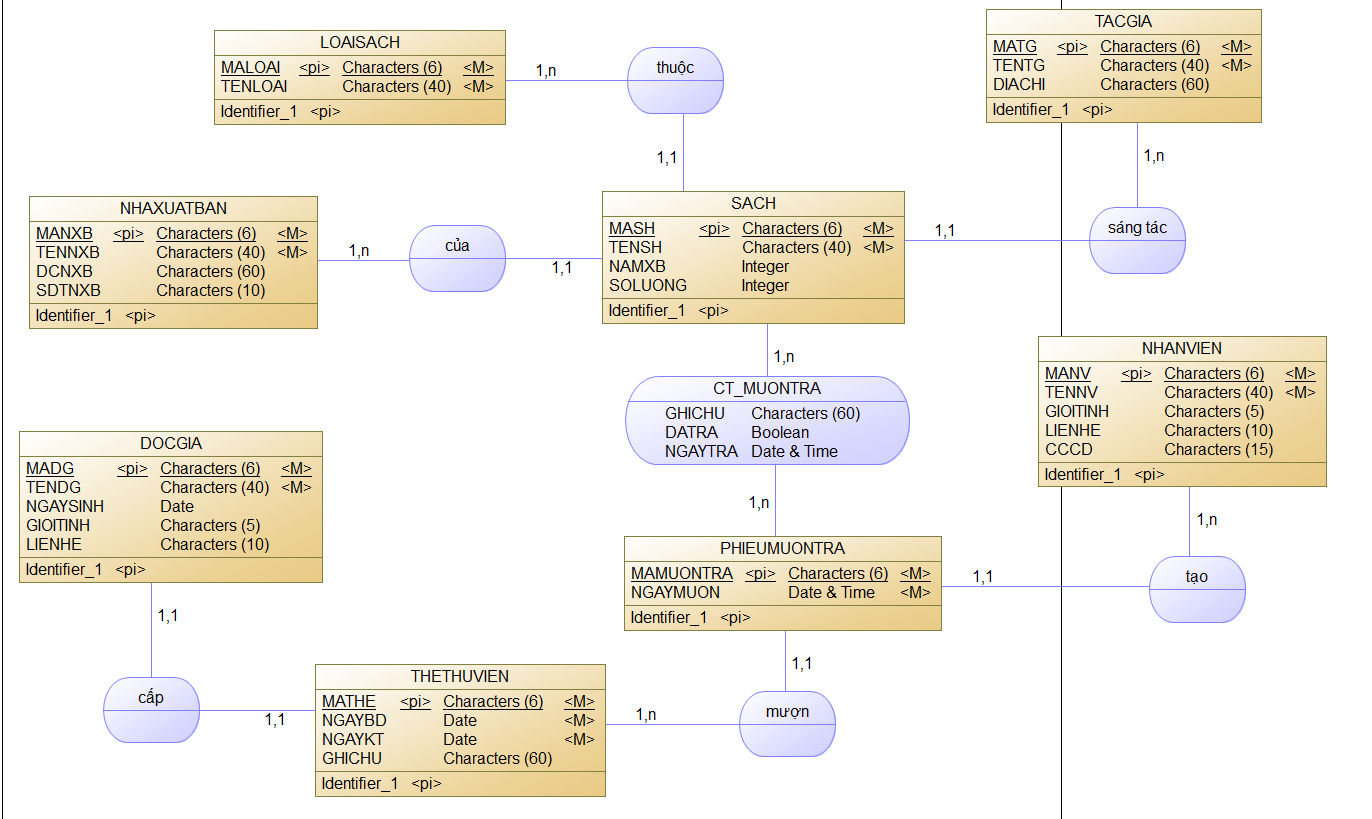 LOAISACH
MALOAI <pi> Characters (6) <M>
TENLOAI Characters (40) <M>
Identifier_1 <pi>
1,n
thuộc
1,1
TACGIA
MATG <pi> Characters (6) <M>
TENTG Characters (40) <M>
DIACHI Characters (60)
Identifier_1 <pi>
1,n
sáng tác
1,1
NHAXUATBAN
MANXB <pi> Characters (6) <M>
TENNXB Characters (40) <M>
DCNXB Characters (60)
SDTNXB Characters (10)
Identifier_1 <pi>
1,n
của
1,1
SACH
MASH <pi> Characters (6) <M>
TENSH Characters (40) <M>
NAMXB Integer
SOLUONG Integer
Identifier_1 <pi>
1,n
CT_MUONTRA
GHICHU Characters (60)
DATRA Boolean
NGAYTRA Date & Time
1,n
NHANVIEN
MANV <pi> Characters (6) <M>
TENNV Characters (40) <M>
GIOITINH Characters (5)
LIENHE Characters (10)
CCCD Characters (15)
Identifier_1 <pi>
1,n
tạo
1,1
DOCGIA
MADG <pi> Characters (6) <M>
TENDG Characters (40) <M>
NGAYSINH Date
GIOITINH Characters (5)
LIENHE Characters (10)
Identifier_1 <pi>
1,1
cấp
1,1
PHIEUMUONTRA
MAMUONTRA <pi> Characters (6) <M>
NGAYMUON Date & Time <M>
Identifier_1 <pi>
1,1
mượn
1,n
THETHUVIEN
MATHE <pi> Characters (6) <M>
NGAYBD Date <M>
NGAYKT Date <M>
GHICHU Characters (60)
Identifier_1 <pi>